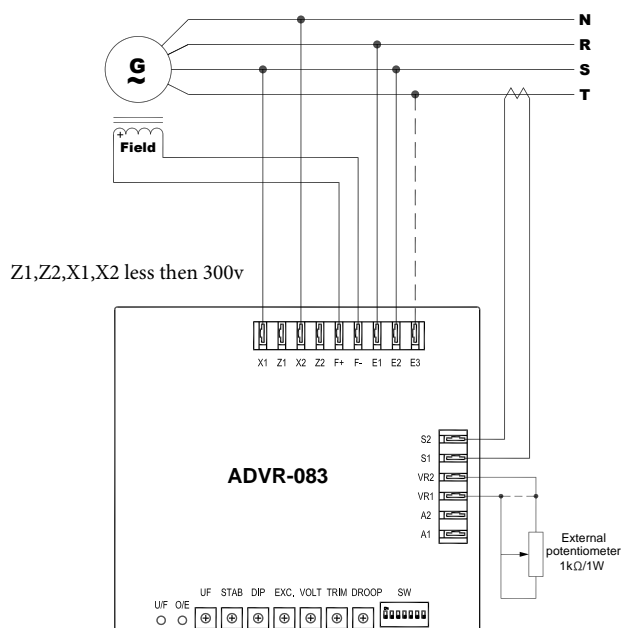 N
R
G
~
S
T
+
Field
Z1,Z2,X1,X2 less then 300v
X1 Z1 X2 Z2 F+ F- E1 E2 E3
S2
S1
ADVR-083
VR2
VR1
A2
A1
External
potentiometer
1kΩ/1W
UF STAB DIP EXC, VOLT TRIM DROOP SW
U/F O/E